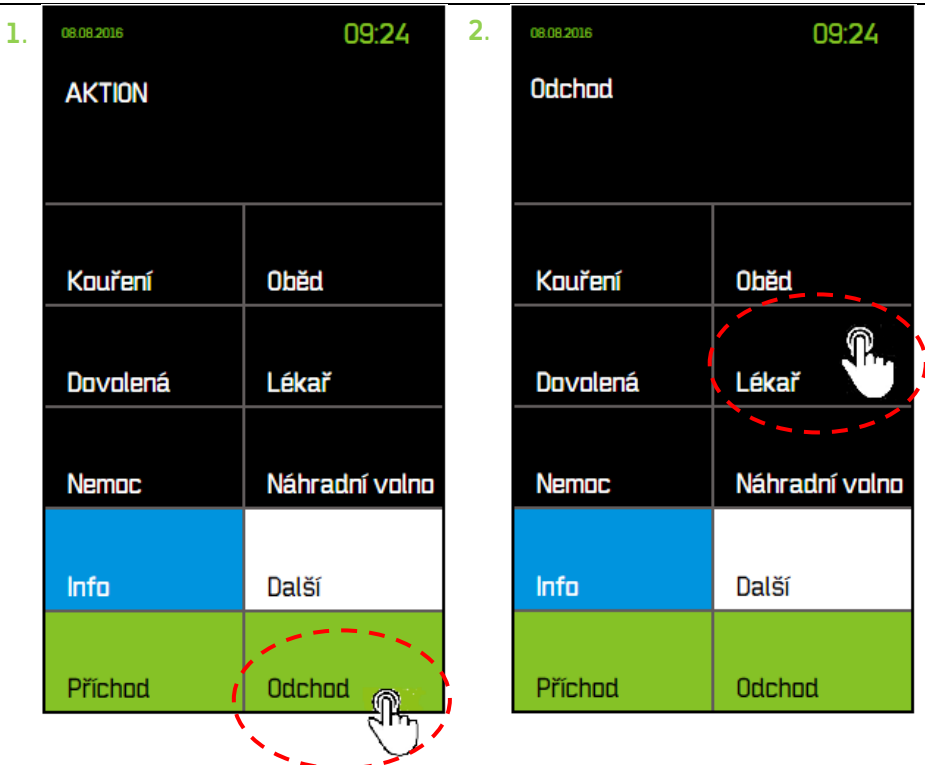 1.
08.08.2016 09:24
AKTION
Kouření Oběd
Dovolená Lékař
Nemoc Náhradní volno
Info Další
Příchod Odchod
2.
08.08.2016 09:24
Odchod
Kouření Oběd
Dovolená Lékař
Nemoc Náhradní volno
Info Další
Příchod Odchod